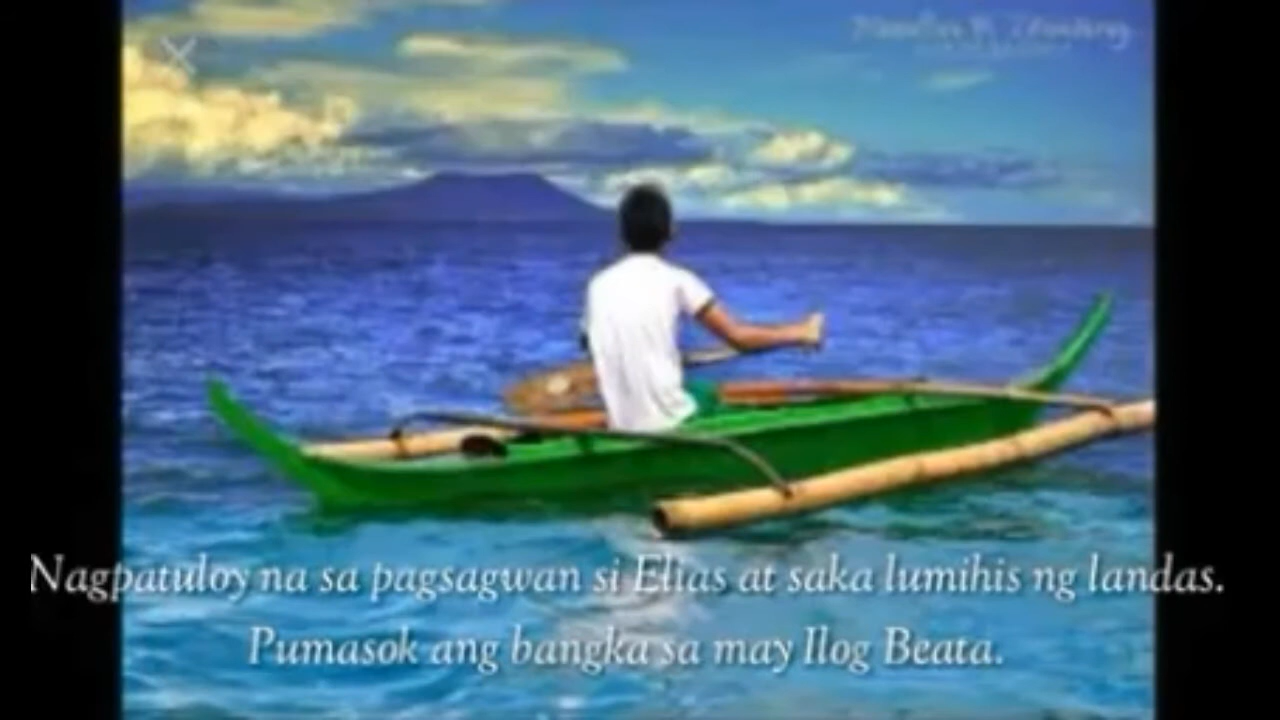 Nagpatuloy na sa pagsagwan si Elias at saka lumihis ng landas.
Pumasok ang bangka sa may Ilog Beata.